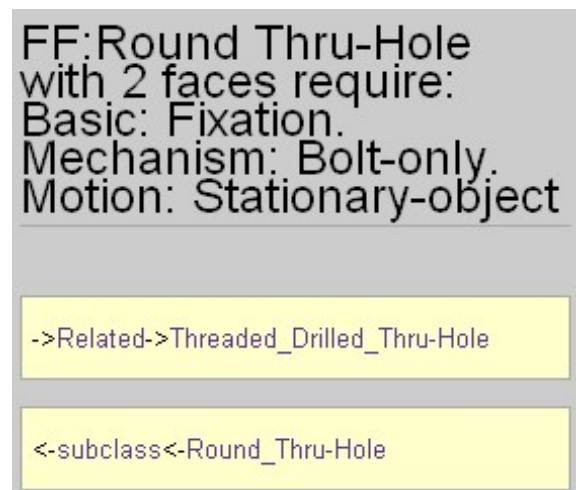 FF:Round Thru-Hole
with 2 faces require:
Basic: Fixation.
Mechanism: Bolt-only.
Motion: Stationary-object
->Related->Threaded_Drilled_Thru-Hole
<-subclass<-Round_Thru-Hole